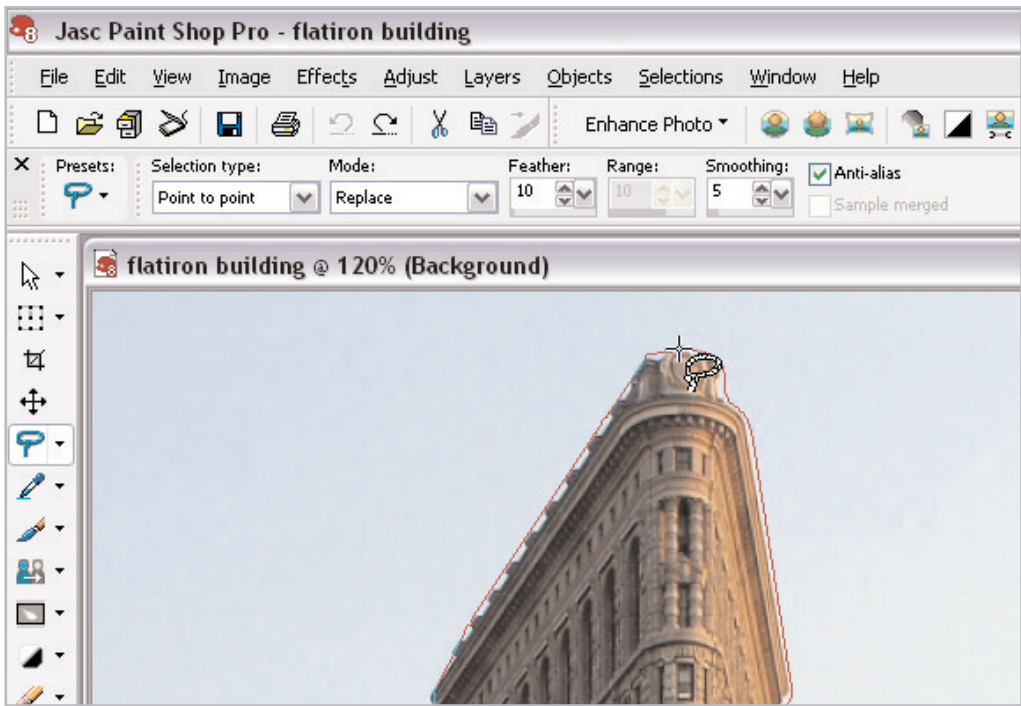 8 Jasc Paint Shop Pro - flatiron building
File Edit View Image Effects Adjust Layers Objects Selections Window Help
Enhance Photo
Presets: Selection type: Mode: Feather: Range: Smoothing: Anti-alias
Point to point Replace 10 10 5 Sample merged
flatiron building @ 120% (Background)